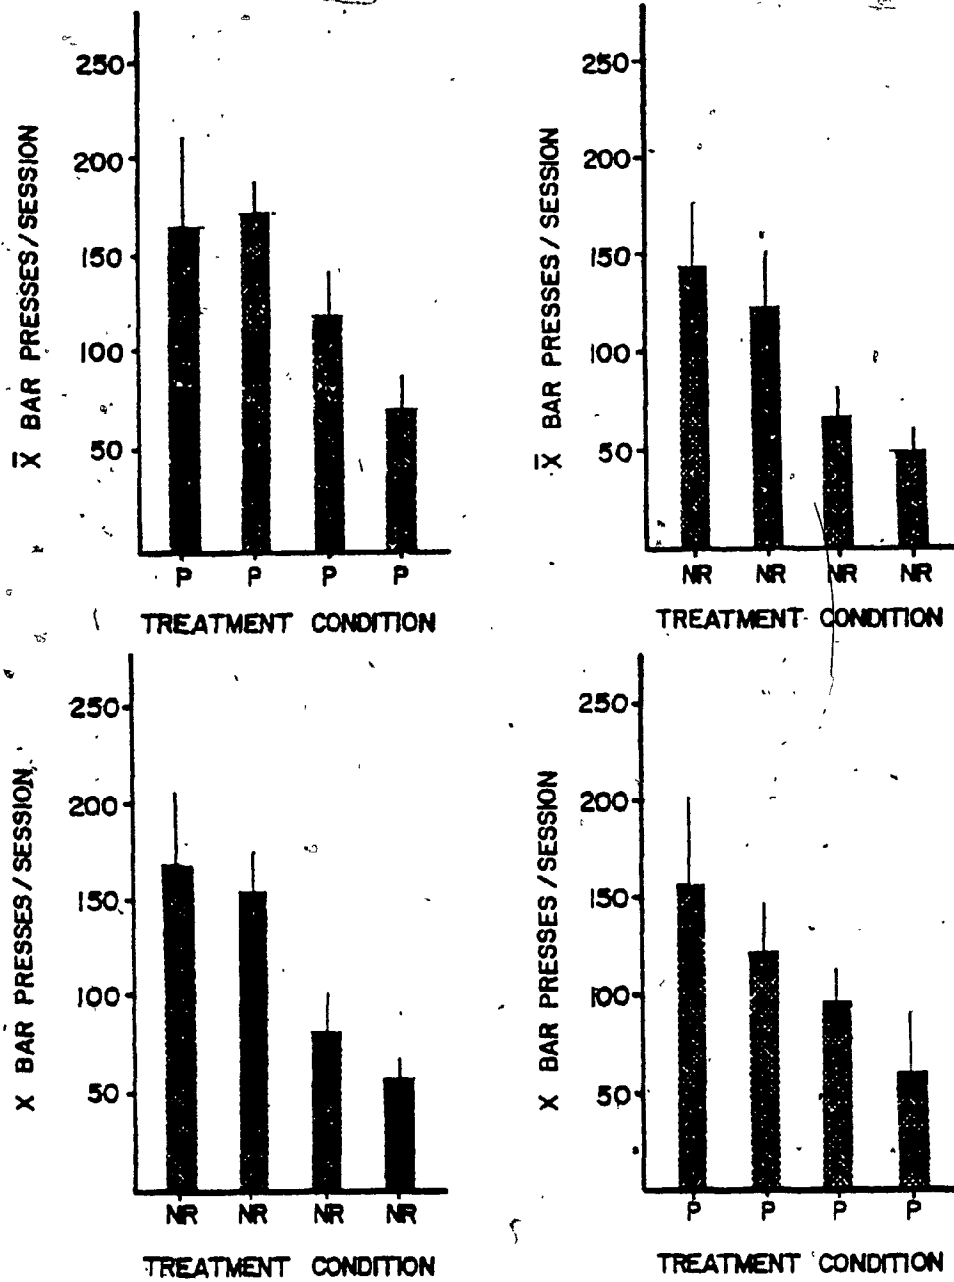 250
200
150
100
50
X̄ BAR PRESSES/SESSION
P P P P
TREATMENT CONDITION
250
200
150
100
50
X̄ BAR PRESSES/SESSION
NR NR NR NR
TREATMENT CONDITION
250
200
150
100
50
X BAR PRESSES/SESSION
NR NR NR NR
TREATMENT CONDITION
250
200
150
100
50
X BAR PRESSES/SESSION
P P P P
TREATMENT CONDITION